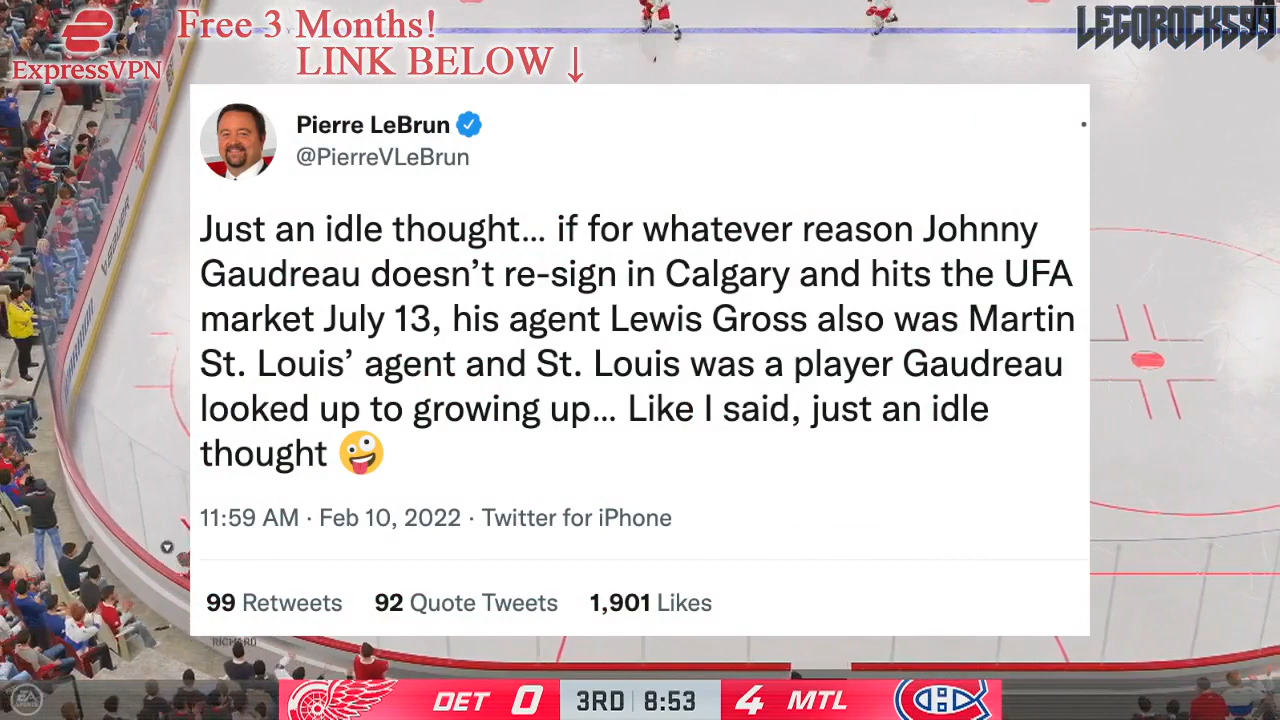 Free 3 Months!
LINK BELOW ↓
ExpressVPN
LEGOROCKS99
Pierre LeBrun
@PierreVLeBrun
Just an idle thought... if for whatever reason Johnny
Gaudreau doesn’t re-sign in Calgary and hits the UFA
market July 13, his agent Lewis Gross also was Martin
St. Louis’ agent and St. Louis was a player Gaudreau
looked up to growing up... Like I said, just an idle
thought 🤪
11:59 AM · Feb 10, 2022 · Twitter for iPhone
99 Retweets 92 Quote Tweets 1,901 Likes
RICHARD
DET 0 3RD 8:53 4 MTL